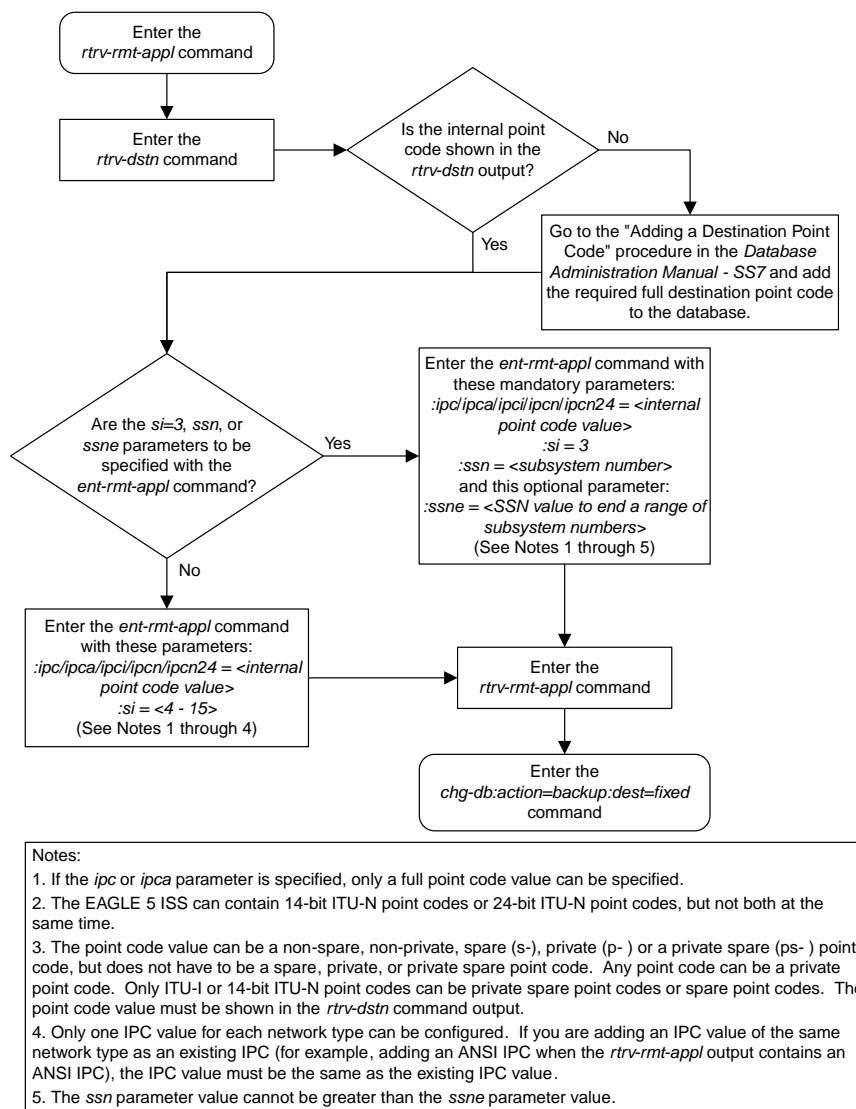 Enter the
rtrv-rmt-appl
command
Enter the
rtrv-dstn command
Is the internal point
code shown in the
rtrv-dstn output?
No
Yes
Go to the "Adding a Destination Point
Code" procedure in the Database
Administration Manual - SS7 and add
the required full destination point code
to the database.
Are the si=3, ssn, or
ssne parameters to be
specified with the
ent-rmt-appl command?
Yes
No
Enter the ent-rmt-appl command with
these mandatory parameters:
:ipc/ipca/ipci/ipcn/ipcn24 = <internal
point code value>
:si = 3
:ssn = <subsystem number>
and this optional parameter:
:ssne = <SSN value to end a range of
subsystem numbers>
(See Notes 1 through 5)
Enter the ent-rmt-appl command
with these parameters:
:ipc/ipca/ipci/ipcn/ipcn24 = <internal
point code value>
:si = <4 - 15>
(See Notes 1 through 4)
Enter the
rtrv-rmt-appl command
Enter the
chg-db:action=backup:dest=fixed
command
Notes:
1. If the ipc or ipca parameter is specified, only a full point code value can be specified.
2. The EAGLE 5 ISS can contain 14-bit ITU-N point codes or 24-bit ITU-N point codes, but not both at the
same time.
3. The point code value can be a non-spare, non-private, spare (s-), private (p- ) or a private spare (ps- ) point
code, but does not have to be a spare, private, or private spare point code. Any point code can be a private
point code. Only ITU-I or 14-bit ITU-N point codes can be private spare point codes or spare point codes. The
point code value must be shown in the rtrv-dstn command output.
4. Only one IPC value for each network type can be configured. If you are adding an IPC value of the same
network type as an existing IPC (for example, adding an ANSI IPC when the rtrv-rmt-appl output contains an
ANSI IPC), the IPC value must be the same as the existing IPC value.
5. The ssn parameter value cannot be greater than the ssne parameter value.